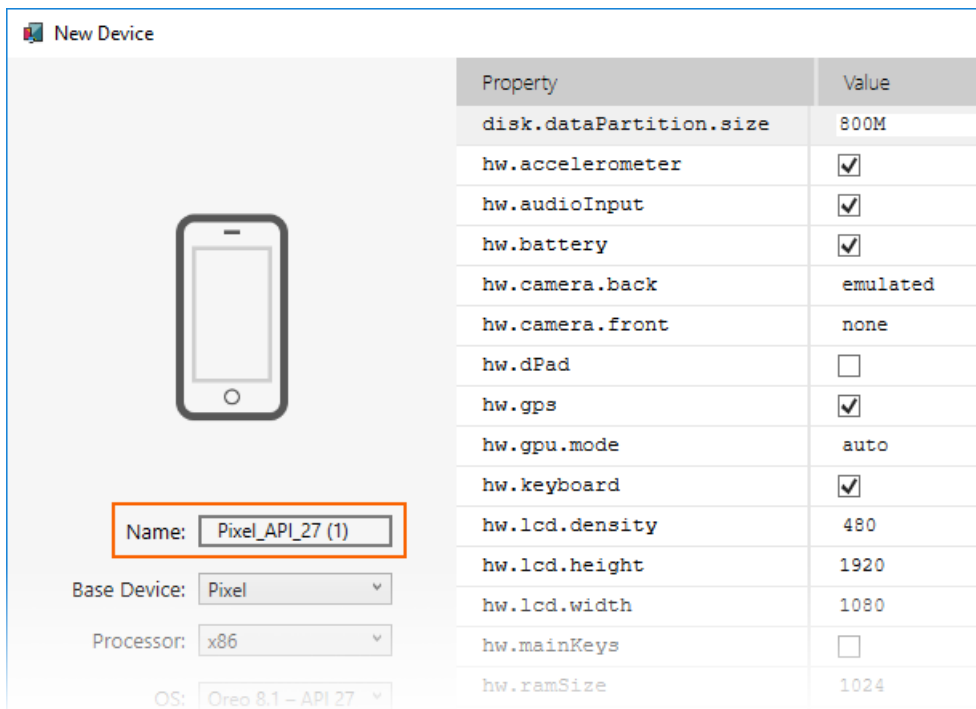 New Device
Property Value
disk.dataPartition.size 800M
hw.accelerometer
hw.audioInput
hw.battery
hw.camera.back emulated
hw.camera.front none
hw.dPad
hw.gps
hw.gpu.mode auto
hw.keyboard
hw.lcd.density 480
hw.lcd.height 1920
hw.lcd.width 1080
hw.mainKeys
hw.ramSize 1024
Name: Pixel_API_27 (1)
Base Device: Pixel
Processor: x86
OS: Oreo 8.1 – API 27